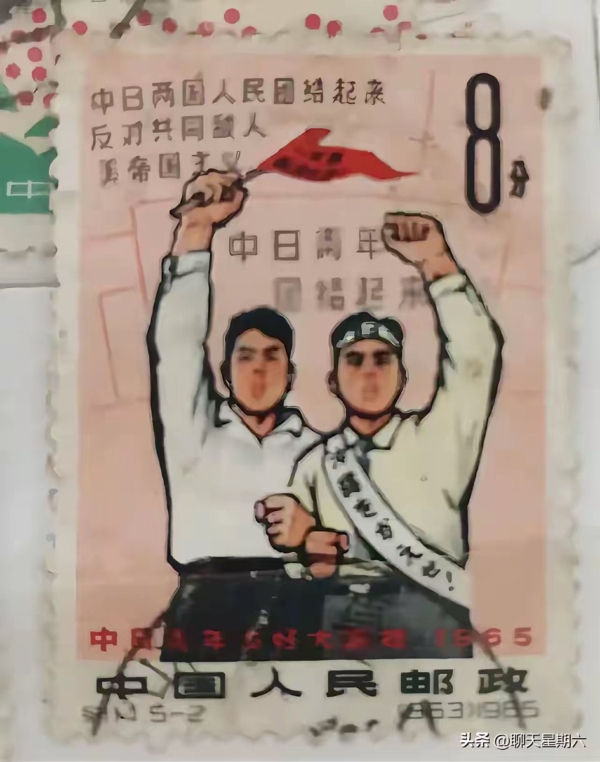 中日两国人民团结起来
反对共同敌人
美帝国主义
8分
中
中日青年
团结起来
中日青年友好大联欢 1965
中国人民邮政
5-2 1965
头条 @聊天星期六